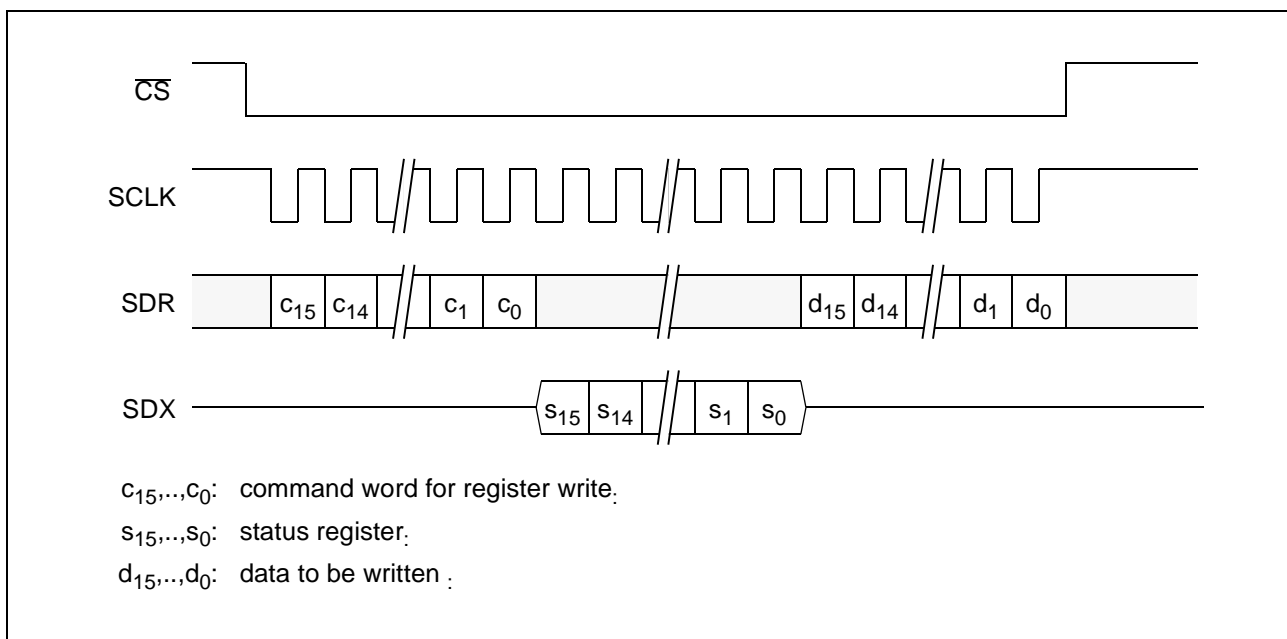 CS
SCLK
SDR c15 c14 c1 c0 d15 d14 d1 d0
SDX s15 s14 s1 s0
c15,..,c0: command word for register write:
s15,..,s0: status register:
d15,..,d0: data to be written :